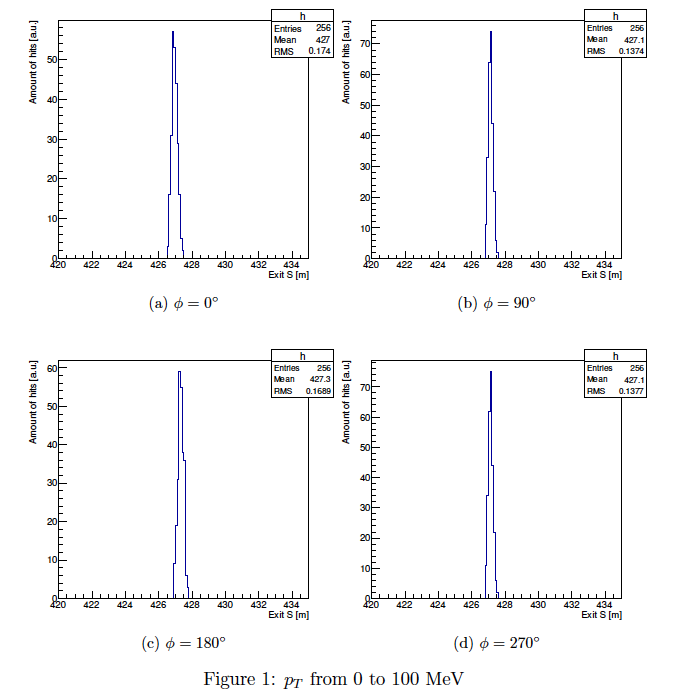 h
Entries 256
Mean 427
RMS 0.174
Amount of hits [a.u.]
50
40
30
20
10
0
420 422 424 426 428 430 432 434
Exit S [m]
(a) ϕ = 0°
h
Entries 256
Mean 427.1
RMS 0.1374
Amount of hits [a.u.]
70
60
50
40
30
20
10
0
420 422 424 426 428 430 432 434
Exit S [m]
(b) ϕ = 90°
h
Entries 256
Mean 427.3
RMS 0.1689
Amount of hits [a.u.]
60
50
40
30
20
10
0
420 422 424 426 428 430 432 434
Exit S [m]
(c) ϕ = 180°
h
Entries 256
Mean 427.1
RMS 0.1377
Amount of hits [a.u.]
70
60
50
40
30
20
10
0
420 422 424 426 428 430 432 434
Exit S [m]
(d) ϕ = 270°
Figure 1: p_T from 0 to 100 MeV